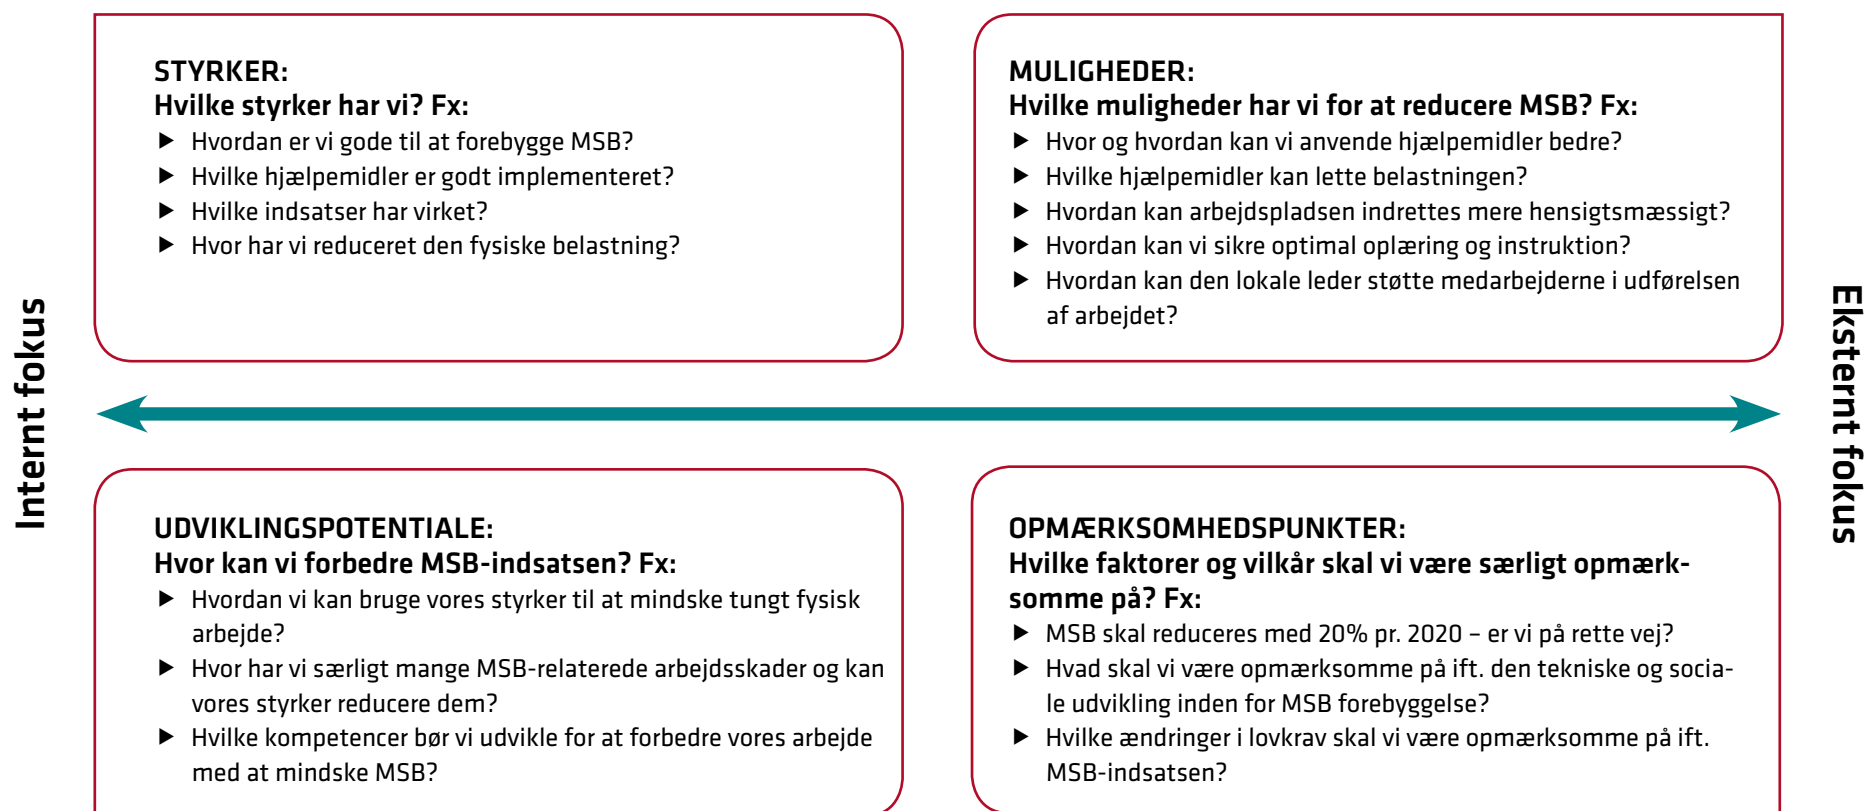 Internt fokus
STYRKER:
Hvilke styrker har vi? Fx:
▶ Hvordan er vi gode til at forebygge MSB?
▶ Hvilke hjælpemidler er godt implementeret?
▶ Hvilke indsatser har virket?
▶ Hvor har vi reduceret den fysiske belastning?
MULIGHEDER:
Hvilke muligheder har vi for at reducere MSB? Fx:
▶ Hvor og hvordan kan vi anvende hjælpemidler bedre?
▶ Hvilke hjælpemidler kan lette belastningen?
▶ Hvordan kan arbejdspladsen indrettes mere hensigtsmæssigt?
▶ Hvordan kan vi sikre optimal oplæring og instruktion?
▶ Hvordan kan den lokale leder støtte medarbejderne i udførelsen
af arbejdet?
UDVIKLINGSPOTENTIALE:
Hvor kan vi forbedre MSB-indsatsen? Fx:
▶ Hvordan vi kan bruge vores styrker til at mindske tungt fysisk
arbejde?
▶ Hvor har vi særligt mange MSB-relaterede arbejdsskader og kan
vores styrker reducere dem?
▶ Hvilke kompetencer bør vi udvikle for at forbedre vores arbejde
med at mindske MSB?
OPMÆRKSOMHEDSPUNKTER:
Hvilke faktorer og vilkår skal vi være særligt opmærk-
somme på? Fx:
▶ MSB skal reduceres med 20% pr. 2020 – er vi på rette vej?
▶ Hvad skal vi være opmærksomme på ift. den tekniske og socia-
le udvikling inden for MSB forebyggelse?
▶ Hvilke ændringer i lovkrav skal vi være opmærksomme på ift.
MSB-indsatsen?
Eksternt fokus